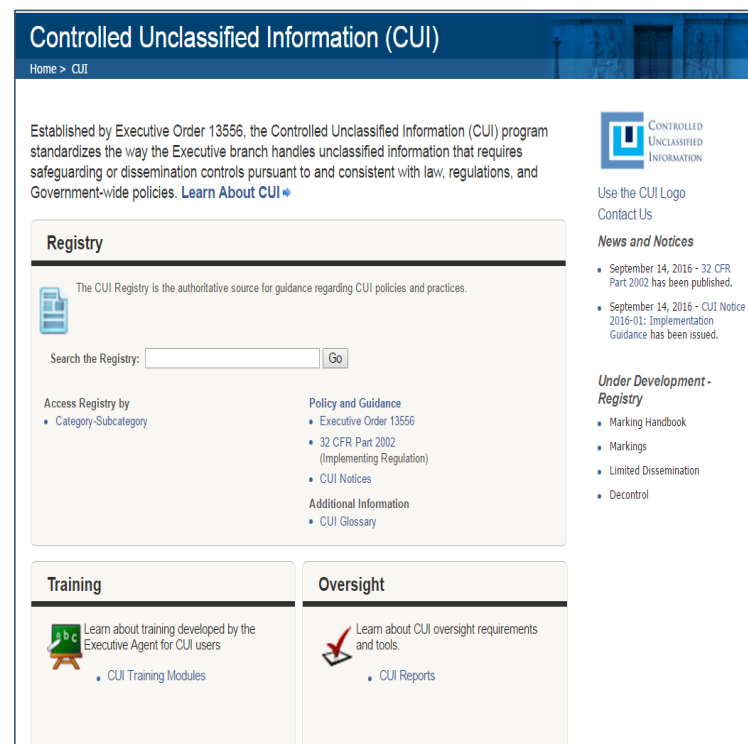 Controlled Unclassified Information (CUI)
Home > CUI
Established by Executive Order 13556, the Controlled Unclassified Information (CUI) program
standardizes the way the Executive branch handles unclassified information that requires
safeguarding or dissemination controls pursuant to and consistent with law, regulations, and
Government-wide policies. Learn About CUI
Registry
The CUI Registry is the authoritative source for guidance regarding CUI policies and practices.
Search the Registry:
Go
Access Registry by
Category-Subcategory
Policy and Guidance
Executive Order 13556
32 CFR Part 2002
(Implementing Regulation)
CUI Notices
Additional Information
CUI Glossary
Training
abc
Learn about training developed by the
Executive Agent for CUI users
CUI Training Modules
Oversight
Learn about CUI oversight requirements
and tools.
CUI Reports
CONTROLLED
UNCLASSIFIED
INFORMATION
Use the CUI Logo
Contact Us
News and Notices
September 14, 2016 - 32 CFR
Part 2002 has been published.
September 14, 2016 - CUI Notice
2016-01: Implementation
Guidance has been issued.
Under Development -
Registry
Marking Handbook
Markings
Limited Dissemination
Decontrol